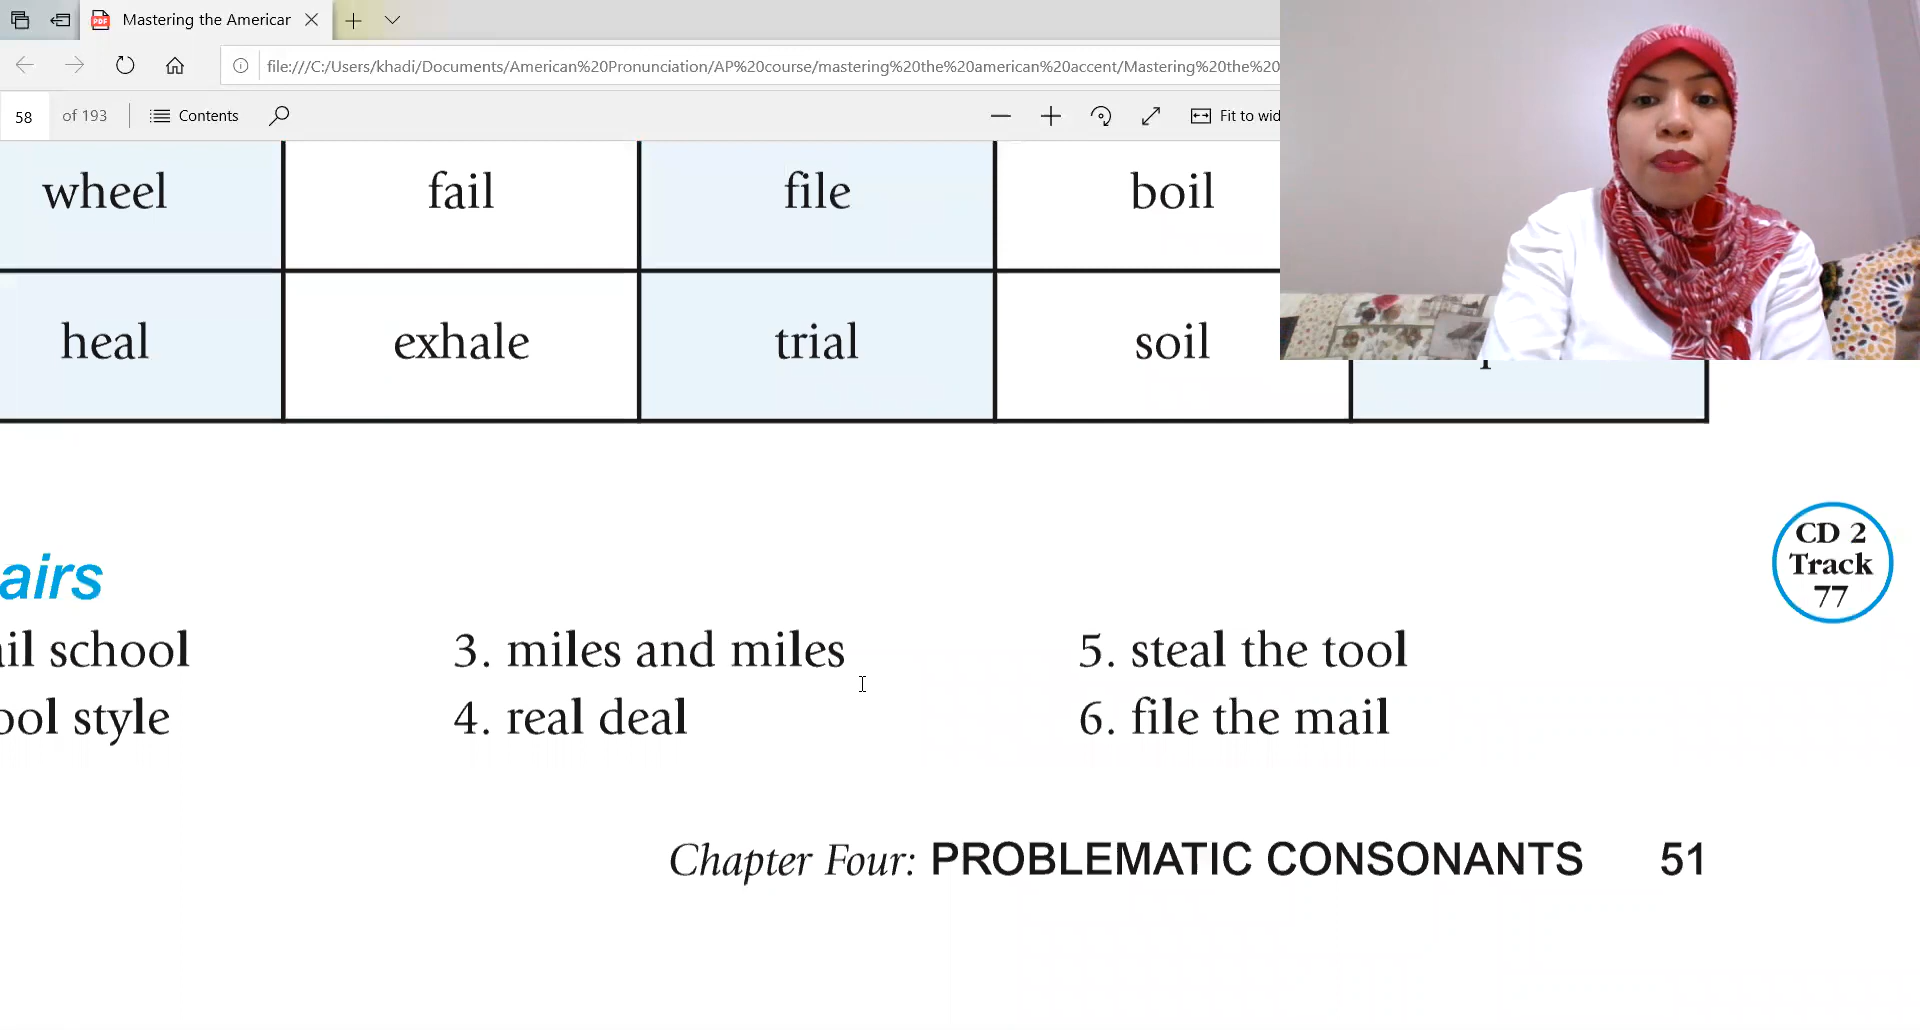 Mastering the Americar
file:///C:/Users/khadi/Documents/American%20Pronunciation/AP%20course/mastering%20the%20american%20accent/Mastering%20the%20
58 of 193 Contents Fit to wid
wheel fail file boil
heal exhale trial soil
CD 2
Track
77
airs
ail school 3. miles and miles 5. steal the tool
ool style 4. real deal 6. file the mail
Chapter Four: PROBLEMATIC CONSONANTS 51